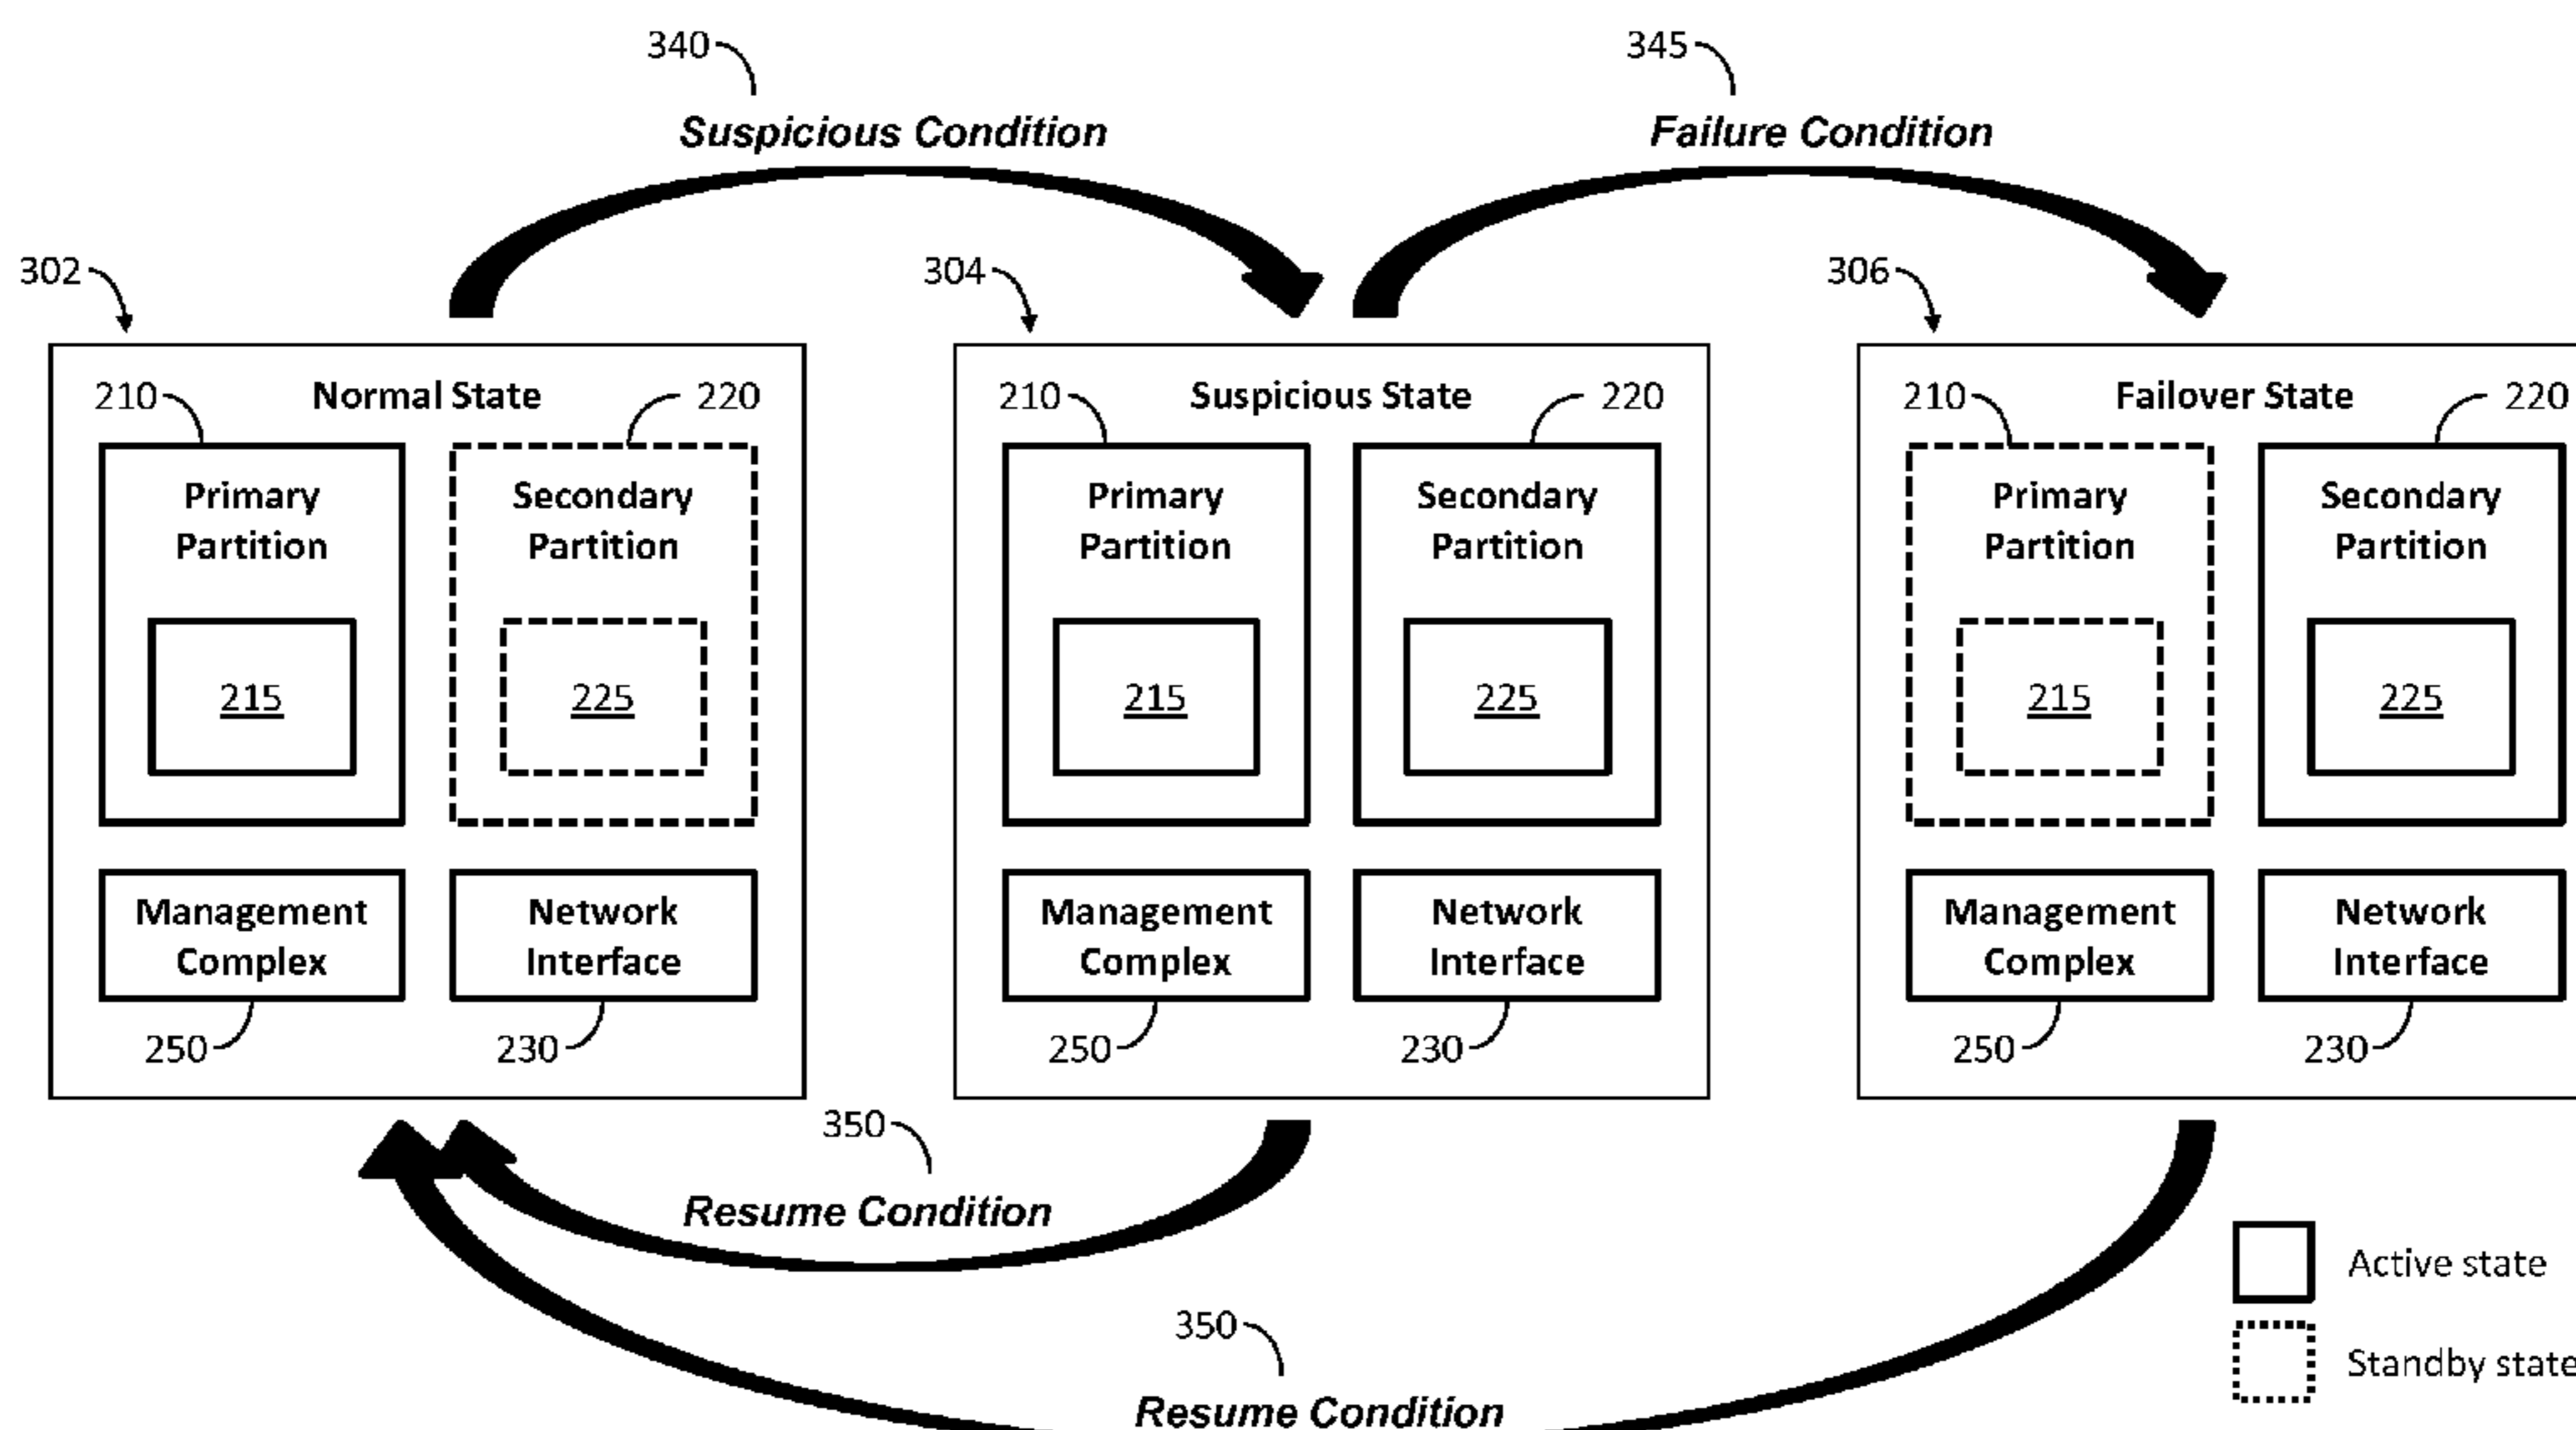 340
345
Suspicious Condition
Failure Condition
302
304
306
210
Normal State
220
Primary
Partition
215
Secondary
Partition
225
Management
Complex
250
Network
Interface
230
210
Suspicious State
220
Primary
Partition
215
Secondary
Partition
225
Management
Complex
250
Network
Interface
230
210
Failover State
220
Primary
Partition
215
Secondary
Partition
225
Management
Complex
250
Network
Interface
230
350
Resume Condition
350
Resume Condition
Active state
Standby state